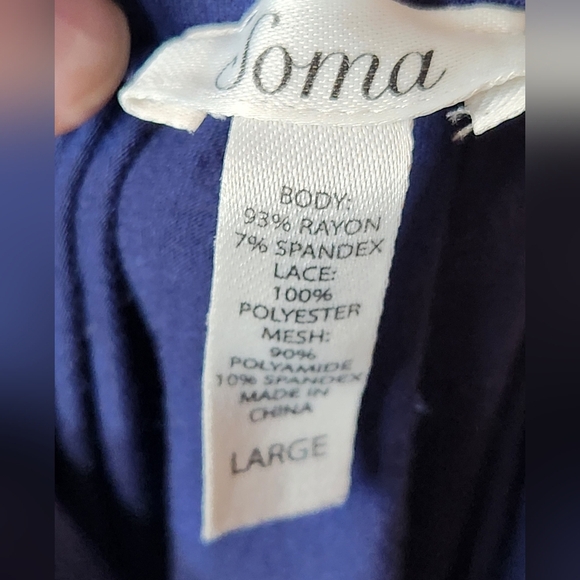 Soma
BODY:
93% RAYON
7% SPANDEX
LACE:
100%
POLYESTER
MESH:
90%
POLYAMIDE
10% SPANDEX
MADE IN
CHINA
LARGE